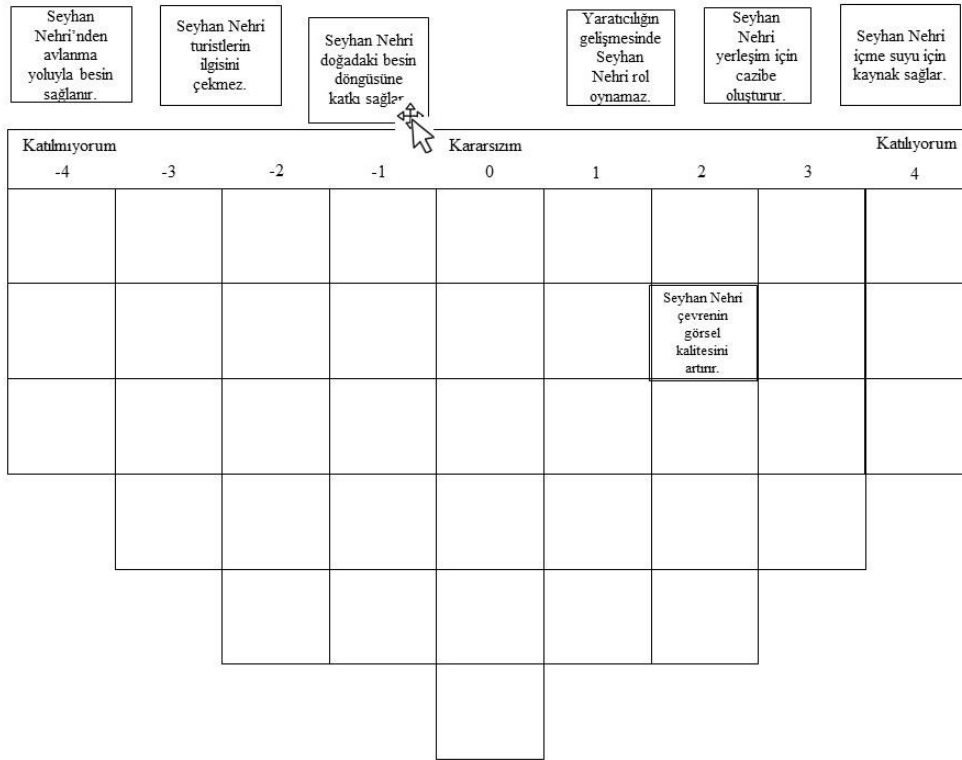 Seyhan
Nehri’nden
avlanma
yoluyla besin
sağlanır.
Seyhan Nehri
turistlerin
ilgisini
çekmez.
Seyhan Nehri
doğadaki besin
döngüsüne
katkı sağlar
Yaratıcılığın
gelişmesinde
Seyhan
Nehri rol
oynamaz.
Seyhan
Nehri
yerleşim için
cazibe
oluşturur.
Seyhan Nehri
içme suyu için
kaynak sağlar.
Katılmıyorum Kararsızım Katılıyorum
-4 -3 -2 -1 0 1 2 3 4
Seyhan Nehri
çevrenin
görsel
kalitesini
artırır.